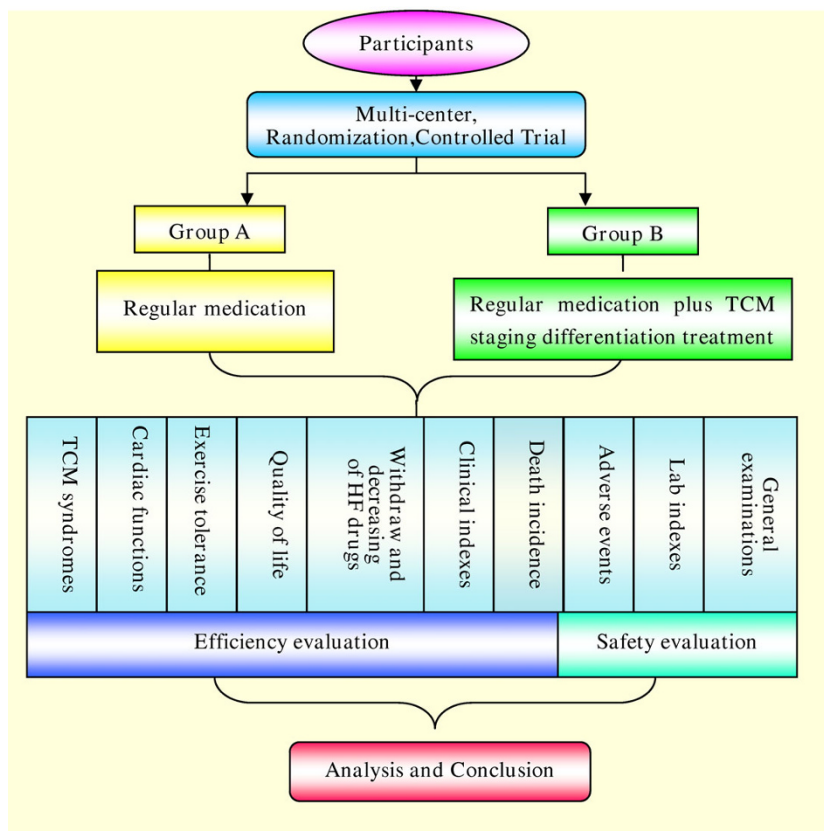 Participants
Multi-center,
Randomization,Controlled Trial
Group A
Group B
Regular medication
Regular medication plus TCM
staging differentiation treatment
TCM syndromes
Cardiac functions
Exercise tolerance
Quality of life
Withdraw and
decreasing
of HF drugs
Clinical indexes
Death incidence
Adverse events
Lab indexes
General
examinations
Efficiency evaluation
Safety evaluation
Analysis and Conclusion